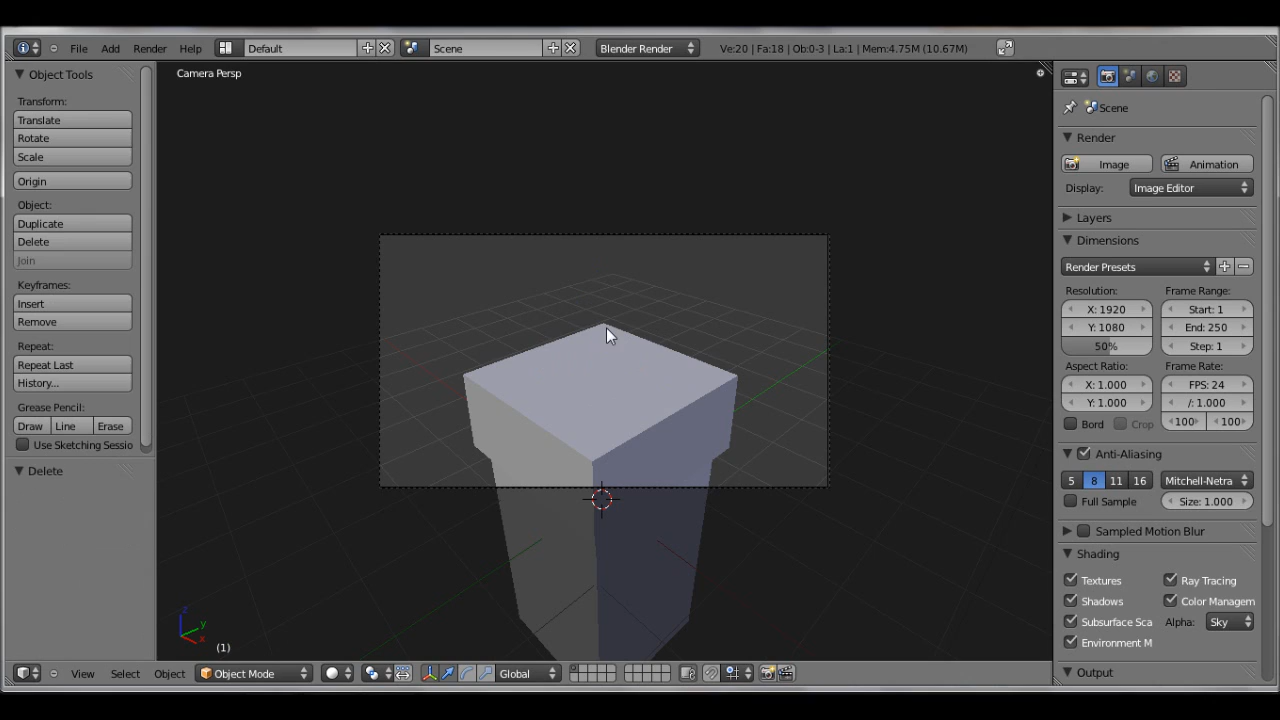 File Add Render Help Default Scene Blender Render Ve:20 | Fa:18 | Ob:0-3 | La:1 | Mem:4.75M (10.67M)
Object Tools
Transform:
Translate
Rotate
Scale
Origin
Object:
Duplicate
Delete
Join
Keyframes:
Insert
Remove
Repeat:
Repeat Last
History...
Grease Pencil:
Draw Line Erase
Use Sketching Sessio
Delete
Camera Persp
z
y
x
(1)
View Select Object Object Mode Global
Scene
Render
Image Animation
Display: Image Editor
Layers
Dimensions
Render Presets
Resolution: Frame Range:
X: 1920 Start: 1
Y: 1080 End: 250
50% Step: 1
Aspect Ratio: Frame Rate:
X: 1.000 FPS: 24
Y: 1.000 /: 1.000
Bord Crop 100 100
Anti-Aliasing
5 8 11 16 Mitchell-Netra
Full Sample Size: 1.000
Sampled Motion Blur
Shading
Textures Ray Tracing
Shadows Color Managem
Subsurface Sca Alpha: Sky
Environment M
Output